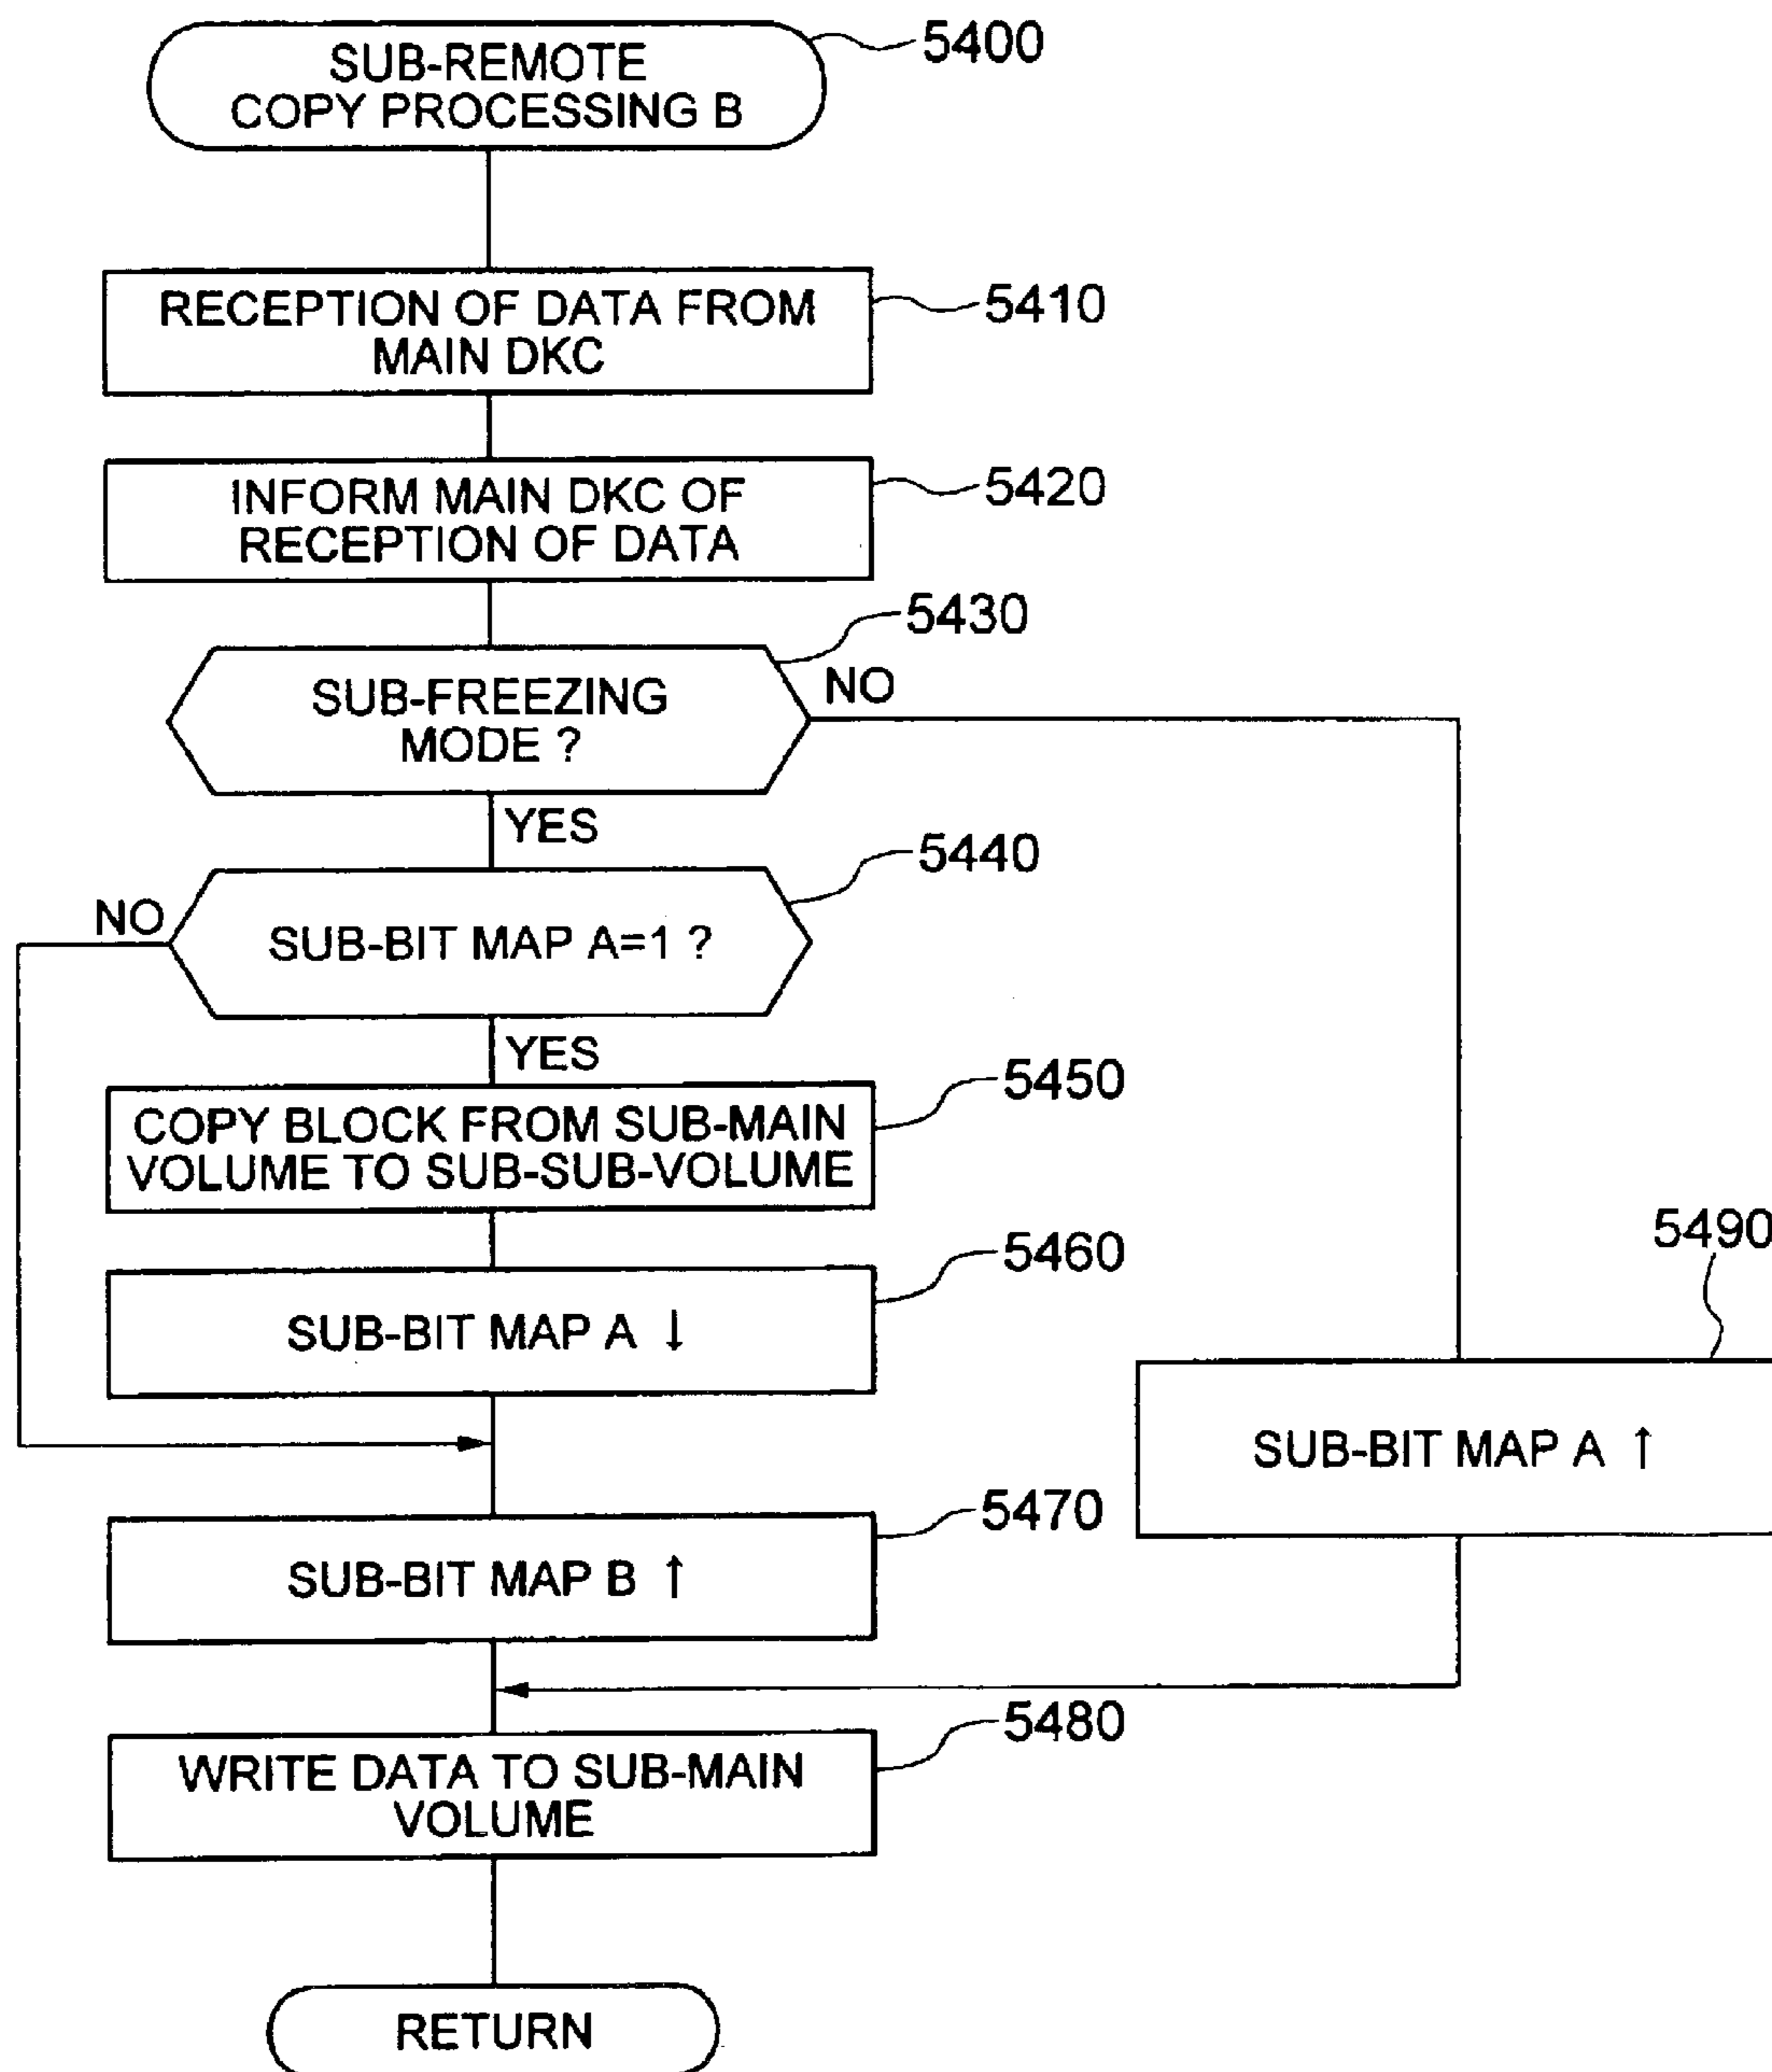 SUB-REMOTE
COPY PROCESSING B
5400
RECEPTION OF DATA FROM
MAIN DKC
5410
INFORM MAIN DKC OF
RECEPTION OF DATA
5420
5430
SUB-FREEZING
MODE ?
NO
YES
5440
NO
SUB-BIT MAP A=1 ?
YES
5450
COPY BLOCK FROM SUB-MAIN
VOLUME TO SUB-SUB-VOLUME
5460
SUB-BIT MAP A ↓
5490
SUB-BIT MAP A ↑
5470
SUB-BIT MAP B ↑
5480
WRITE DATA TO SUB-MAIN
VOLUME
RETURN